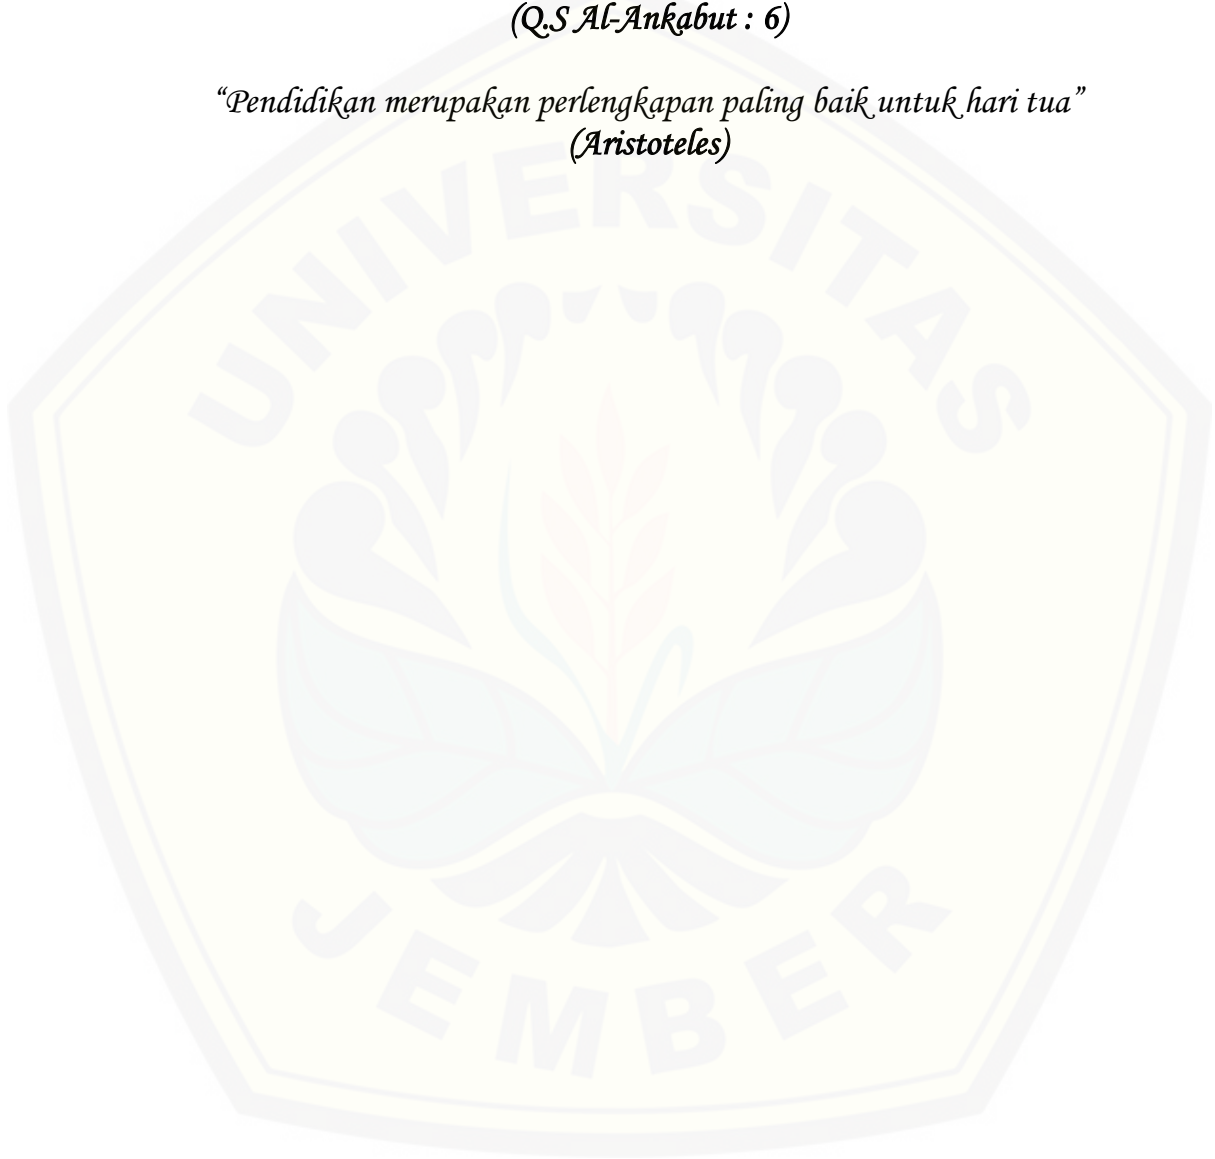 (Q.S Al-Ankabut : 6)
“Pendidikan merupakan perlengkapan paling baik untuk hari tua”
(Aristoteles)
UNIVERSITAS
JEMBER